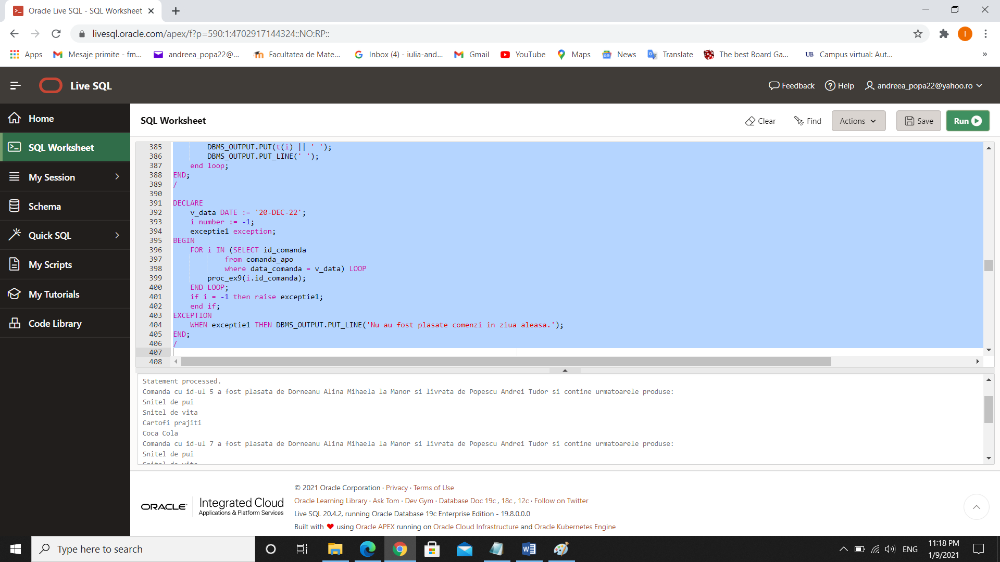 Oracle Live SQL - SQL Worksheet
livesql.oracle.com/apex/f?p=590:1:4702917144324::NO:RP::
I
Apps
Mesaje primite - fm...
andreea_popa22@...
Facultatea de Mate...
Inbox (4) - iulia-and...
Gmail
YouTube
Maps
News
Translate
The best Board Ga...
UB Campus virtual: Aut...
»
Live SQL
Feedback
Help
andreea_popa22@yahoo.ro
Home
SQL Worksheet
My Session
Schema
Quick SQL
My Scripts
My Tutorials
Code Library
SQL Worksheet
Clear
Find
Actions
Save
Run
385 DBMS_OUTPUT.PUT(t(i) || ' ');
386 DBMS_OUTPUT.PUT_LINE(' ');
387 end loop;
388 END;
389 /
390
391 DECLARE
392 v_data DATE := '20-DEC-22';
393 i number := -1;
394 exceptie1 exception;
395 BEGIN
396 FOR i IN (SELECT id_comanda
397 from comanda_apo
398 where data_comanda = v_data) LOOP
399 proc_ex9(i.id_comanda);
400 END LOOP;
401 if i = -1 then raise exceptie1;
402 end if;
403 EXCEPTION
404 WHEN exceptie1 THEN DBMS_OUTPUT.PUT_LINE('Nu au fost plasate comenzi in ziua aleasa.');
405 END;
406 /
407
408
Statement processed.
Comanda cu id-ul 5 a fost plasata de Dorneanu Alina Mihaela la Manor si livrata de Popescu Andrei Tudor si contine urmatoarele produse:
Snitel de pui
Snitel de vita
Cartofi prajiti
Coca Cola
Comanda cu id-ul 7 a fost plasata de Dorneanu Alina Mihaela la Manor si livrata de Popescu Andrei Tudor si contine urmatoarele produse:
Snitel de pui
Snitel de vita
ORACLE
Integrated Cloud
Applications & Platform Services
© 2021 Oracle Corporation · Privacy · Terms of Use
Oracle Learning Library · Ask Tom · Dev Gym · Database Doc 19c , 18c , 12c · Follow on Twitter
Live SQL 20.4.2, running Oracle Database 19c Enterprise Edition - 19.8.0.0.0
Built with ❤ using Oracle APEX running on Oracle Cloud Infrastructure and Oracle Kubernetes Engine
Type here to search
ENG
11:18 PM
1/9/2021